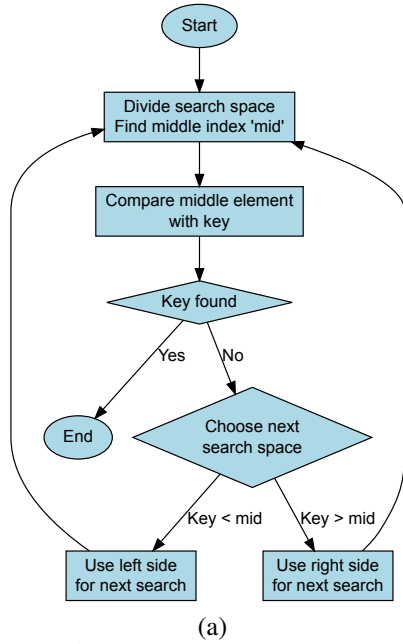 Start
Divide search space
Find middle index 'mid'
Compare middle element
with key
Key found
Yes
No
End
Choose next
search space
Key < mid
Key > mid
Use left side
for next search
Use right side
for next search
(a)